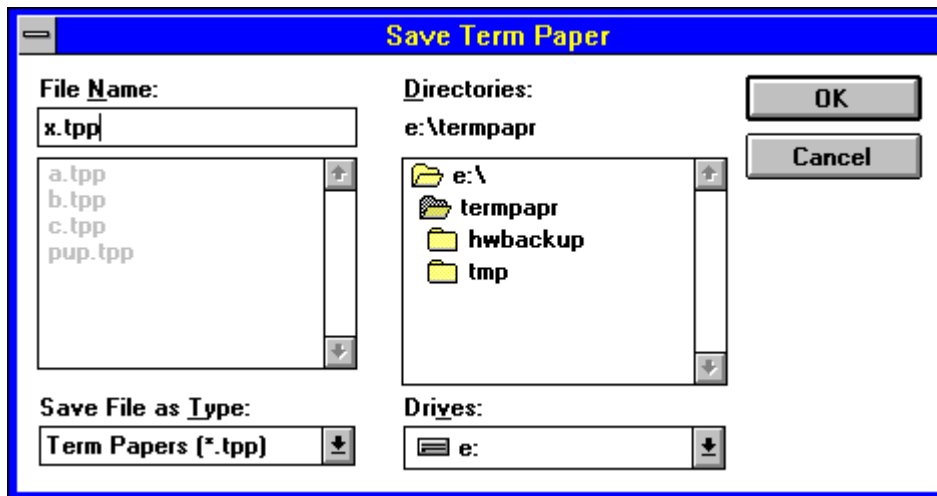 Save Term Paper
File Name:
x.tpp
a.tpp
b.tpp
c.tpp
pup.tpp
Save File as Type:
Term Papers (*.tpp)
Directories:
e:\termpapr
e:\
termpapr
hwbackup
tmp
Drives:
e:
OK
Cancel